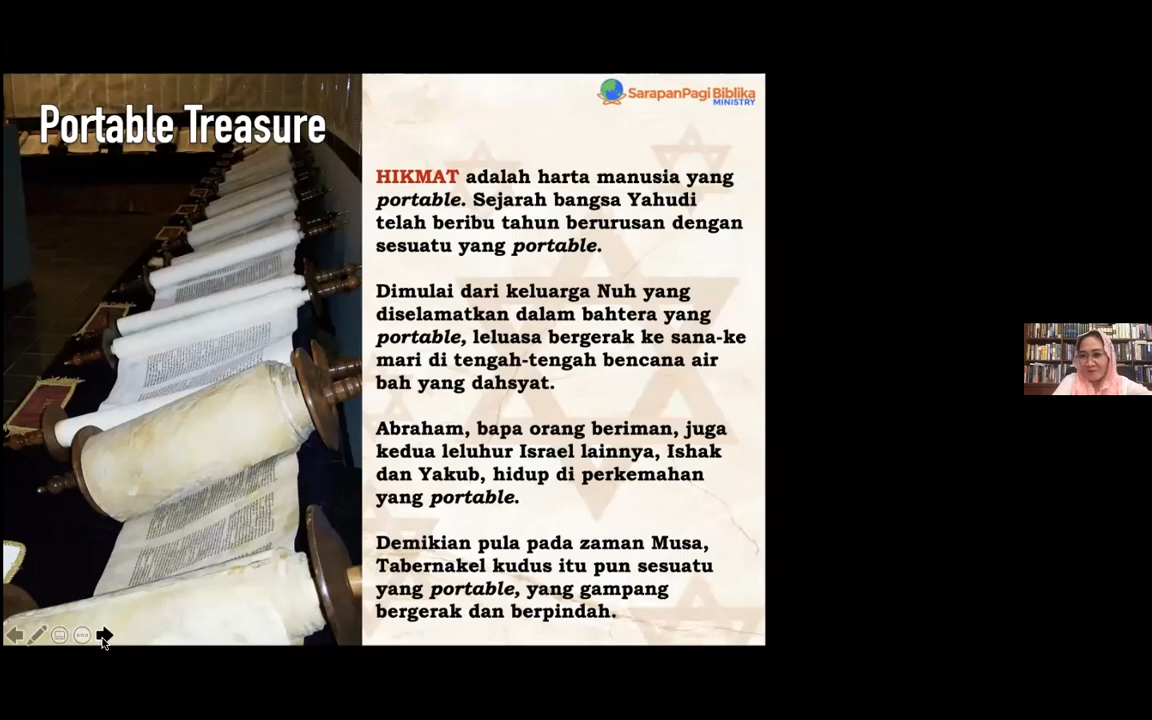 Portable Treasure
SarapanPagi Biblika
MINISTRY
HIKMAT adalah harta manusia yang
portable. Sejarah bangsa Yahudi
telah beribu tahun berurusan dengan
sesuatu yang portable.
Dimulai dari keluarga Nuh yang
diselamatkan dalam bahtera yang
portable, leluasa bergerak ke sana-ke
mari di tengah-tengah bencana air
bah yang dahsyat.
Abraham, bapa orang beriman, juga
kedua leluhur Israel lainnya, Ishak
dan Yakub, hidup di perkemahan
yang portable.
Demikian pula pada zaman Musa,
Tabernakel kudus itu pun sesuatu
yang portable, yang gampang
bergerak dan berpindah.